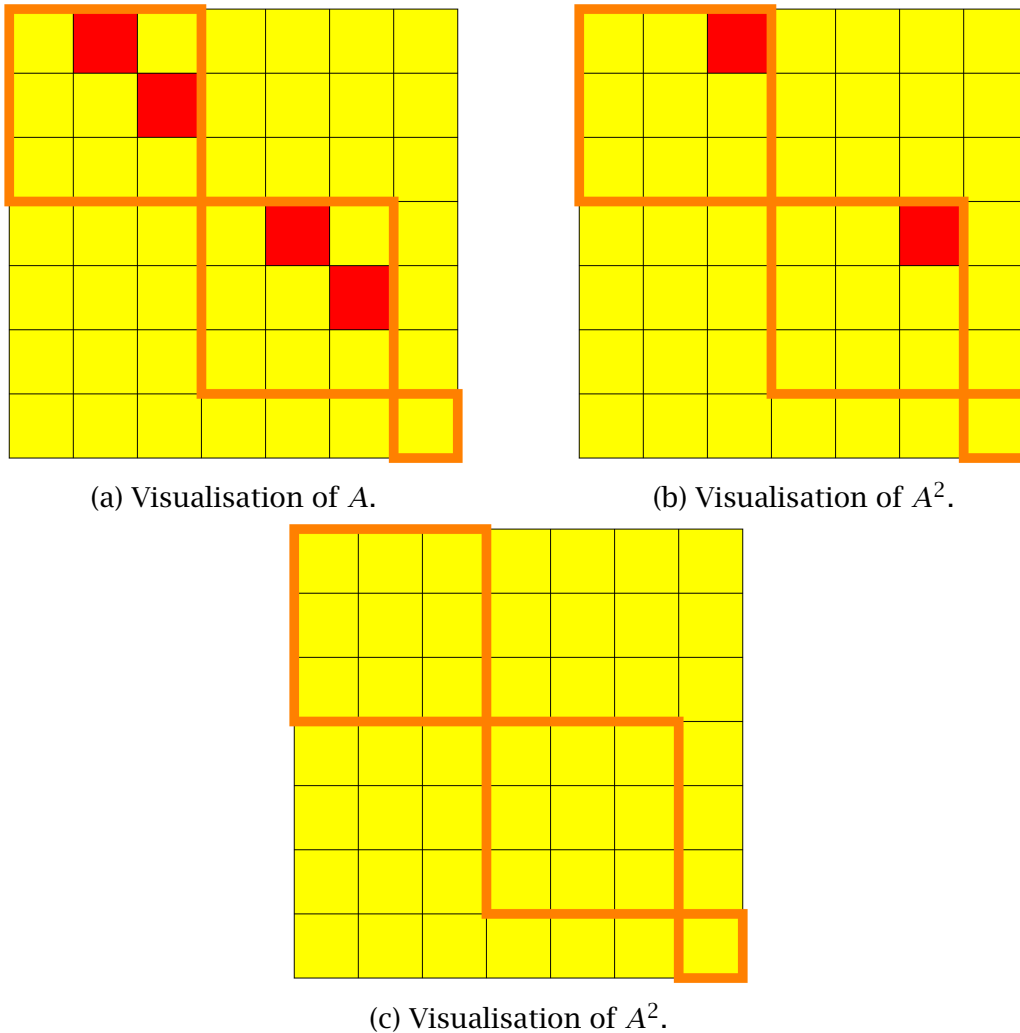 (a) Visualisation of A.
(b) Visualisation of A².
(c) Visualisation of A².